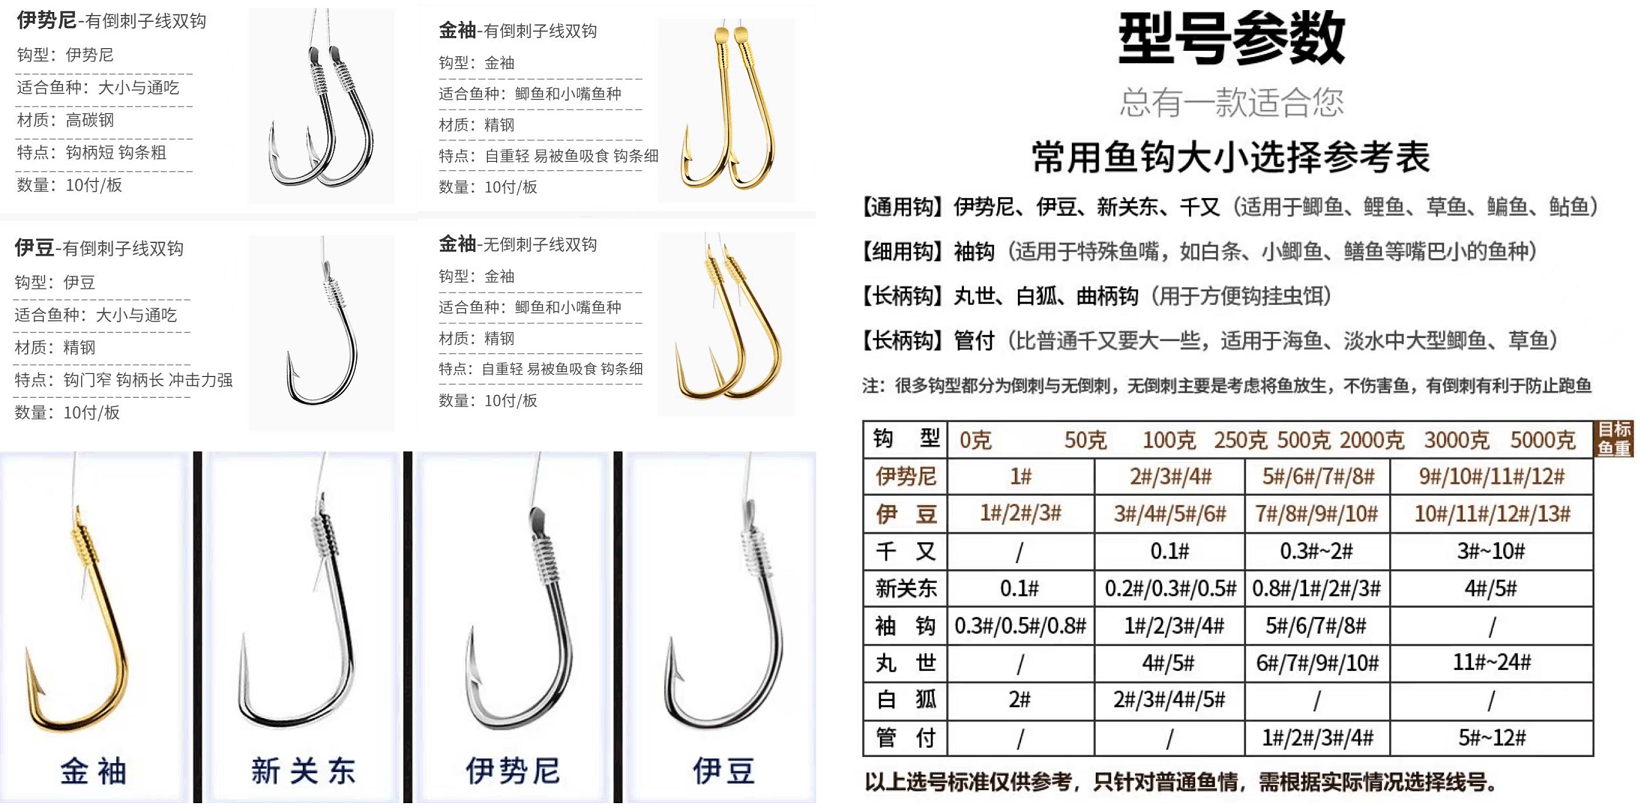 伊势尼-有倒刺子线双钩
钩型：伊势尼
适合鱼种：大小与通吃
材质：高碳钢
特点：钩柄短 钩条粗
数量：10付/板
金袖-有倒刺子线双钩
钩型：金袖
适合鱼种：鲫鱼和小嘴鱼种
材质：精钢
特点：自重轻 易被鱼吸食 钩条细
数量：10付/板
伊豆-有倒刺子线双钩
钩型：伊豆
适合鱼种：大小与通吃
材质：精钢
特点：钩门窄 钩柄长 冲击力强
数量：10付/板
金袖-无倒刺子线双钩
钩型：金袖
适合鱼种：鲫鱼和小嘴鱼种
材质：精钢
特点：自重轻 易被鱼吸食 钩条细
数量：10付/板
金袖
新关东
伊势尼
伊豆
型号参数
总有一款适合您
常用鱼钩大小选择参考表
【通用钩】伊势尼、伊豆、新关东、千又（适用于鲫鱼、鲤鱼、草鱼、鳊鱼、鲇鱼）
【细用钩】袖钩（适用于特殊鱼嘴，如白条、小鲫鱼、鳝鱼等嘴巴小的鱼种）
【长柄钩】丸世、白狐、曲柄钩（用于方便钩挂虫饵）
【长柄钩】管付（比普通千又要大一些，适用于海鱼、淡水中大型鲫鱼、草鱼）
注：很多钩型都分为倒刺与无倒刺，无倒刺主要是考虑将鱼放生，不伤害鱼，有倒刺有利于防止跑鱼
钩 型 0克 50克 100克 250克 500克 2000克 3000克 5000克 目标鱼重
伊势尼 1# 2#/3#/4# 5#/6#/7#/8# 9#/10#/11#/12#
伊 豆 1#/2#/3# 3#/4#/5#/6# 7#/8#/9#/10# 10#/11#/12#/13#
千 又 / 0.1# 0.3#~2# 3#~10#
新关东 0.1# 0.2#/0.3#/0.5# 0.8#/1#/2#/3# 4#/5#
袖 钩 0.3#/0.5#/0.8# 1#/2/3#/4# 5#/6#/7#/8# /
丸 世 / 4#/5# 6#/7#/9#/10# 11#~24#
白 狐 2# 2#/3#/4#/5# / /
管 付 / / 1#/2#/3#/4# 5#~12#
以上选号标准仅供参考，只针对普通鱼情，需根据实际情况选择线号。